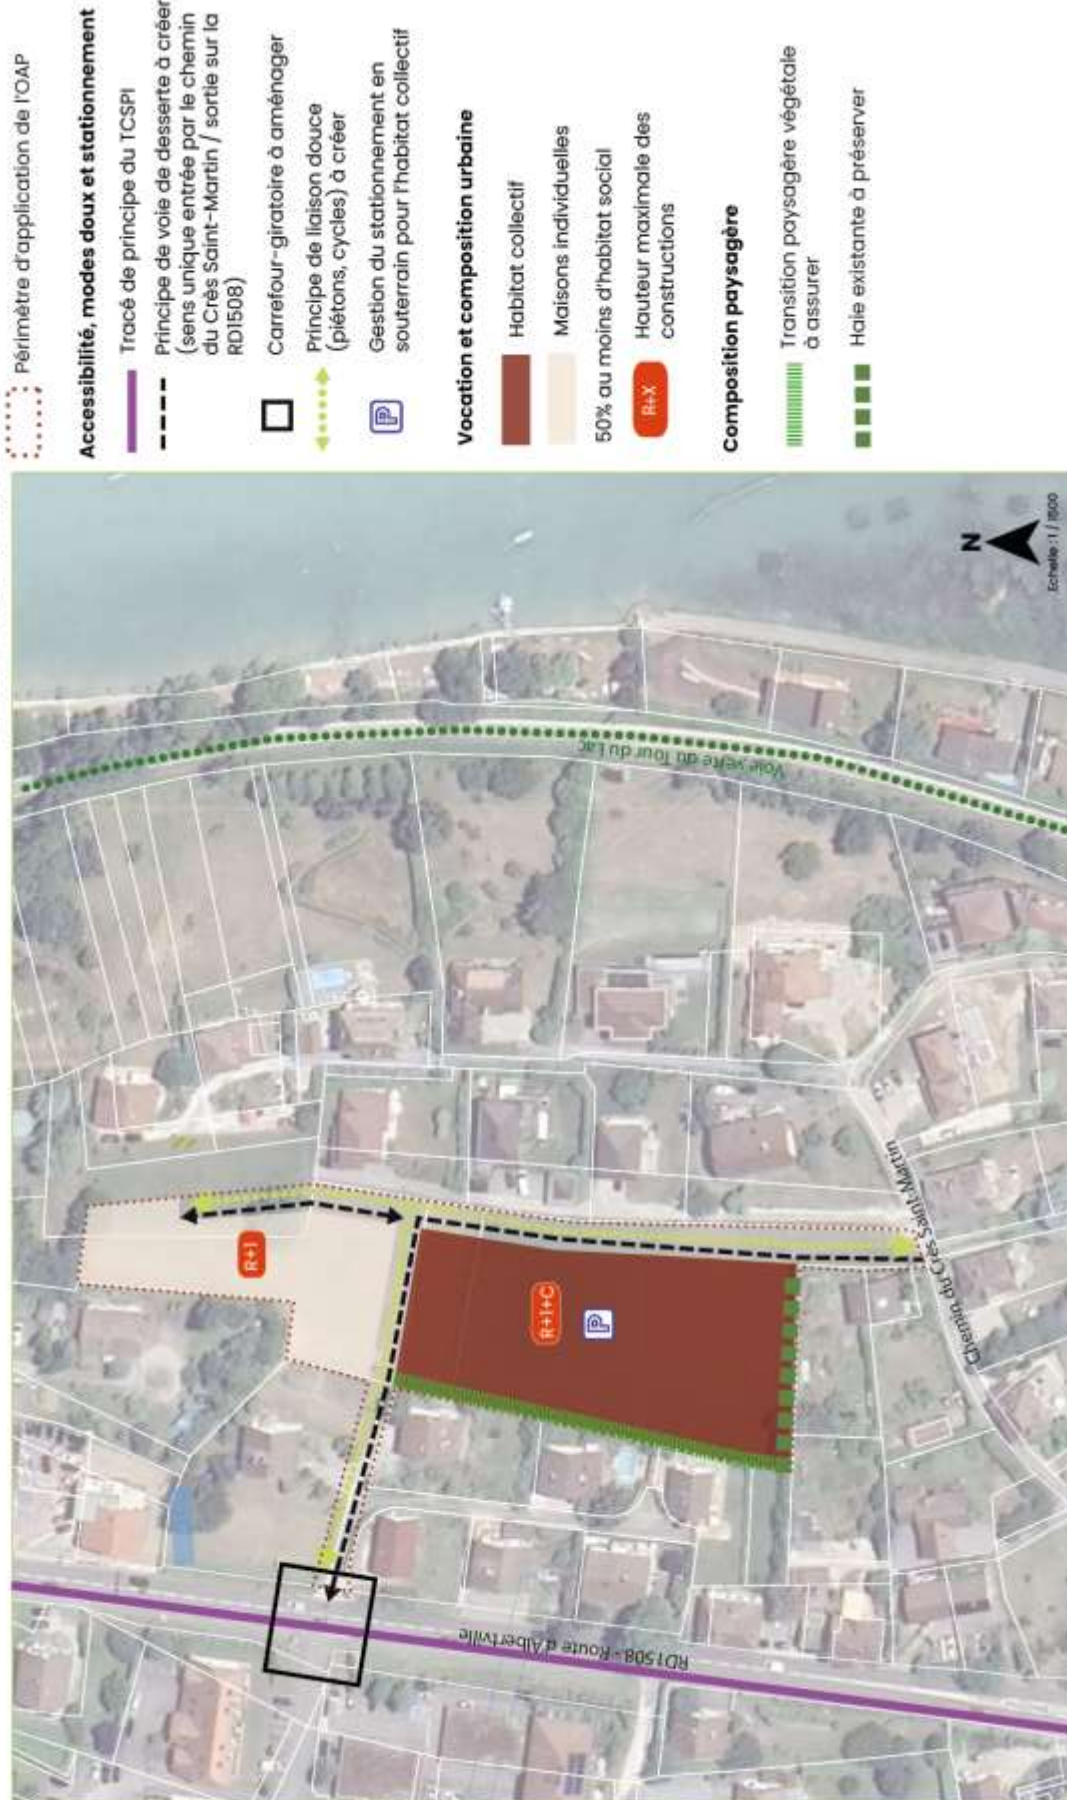 Périmètre d'application de l'OAP
Accessibilité, modes doux et stationnement
Tracé de principe du TCSPI
Principe de voie de desserte à créer
(sens unique entrée par le chemin
du Crès Saint-Martin / sortie sur la
RD1508)
Carrefour-giratoire à aménager
Principe de liaison douce
(piétons, cycles) à créer
P
Gestion du stationnement en
souterrain pour l'habitat collectif
Vocation et composition urbaine
Habitat collectif
Maisons individuelles
50% au moins d'habitat social
R+X
Hauteur maximale des
constructions
Composition paysagère
Transition paysagère végétale
à assurer
Haie existante à préserver
Voie verte du Tour du Lac
R+1
R+1+C
P
Chemin du Crès Saint-Martin
RD1508 - Route d'Albertville
N
Echelle : 1 / 1500